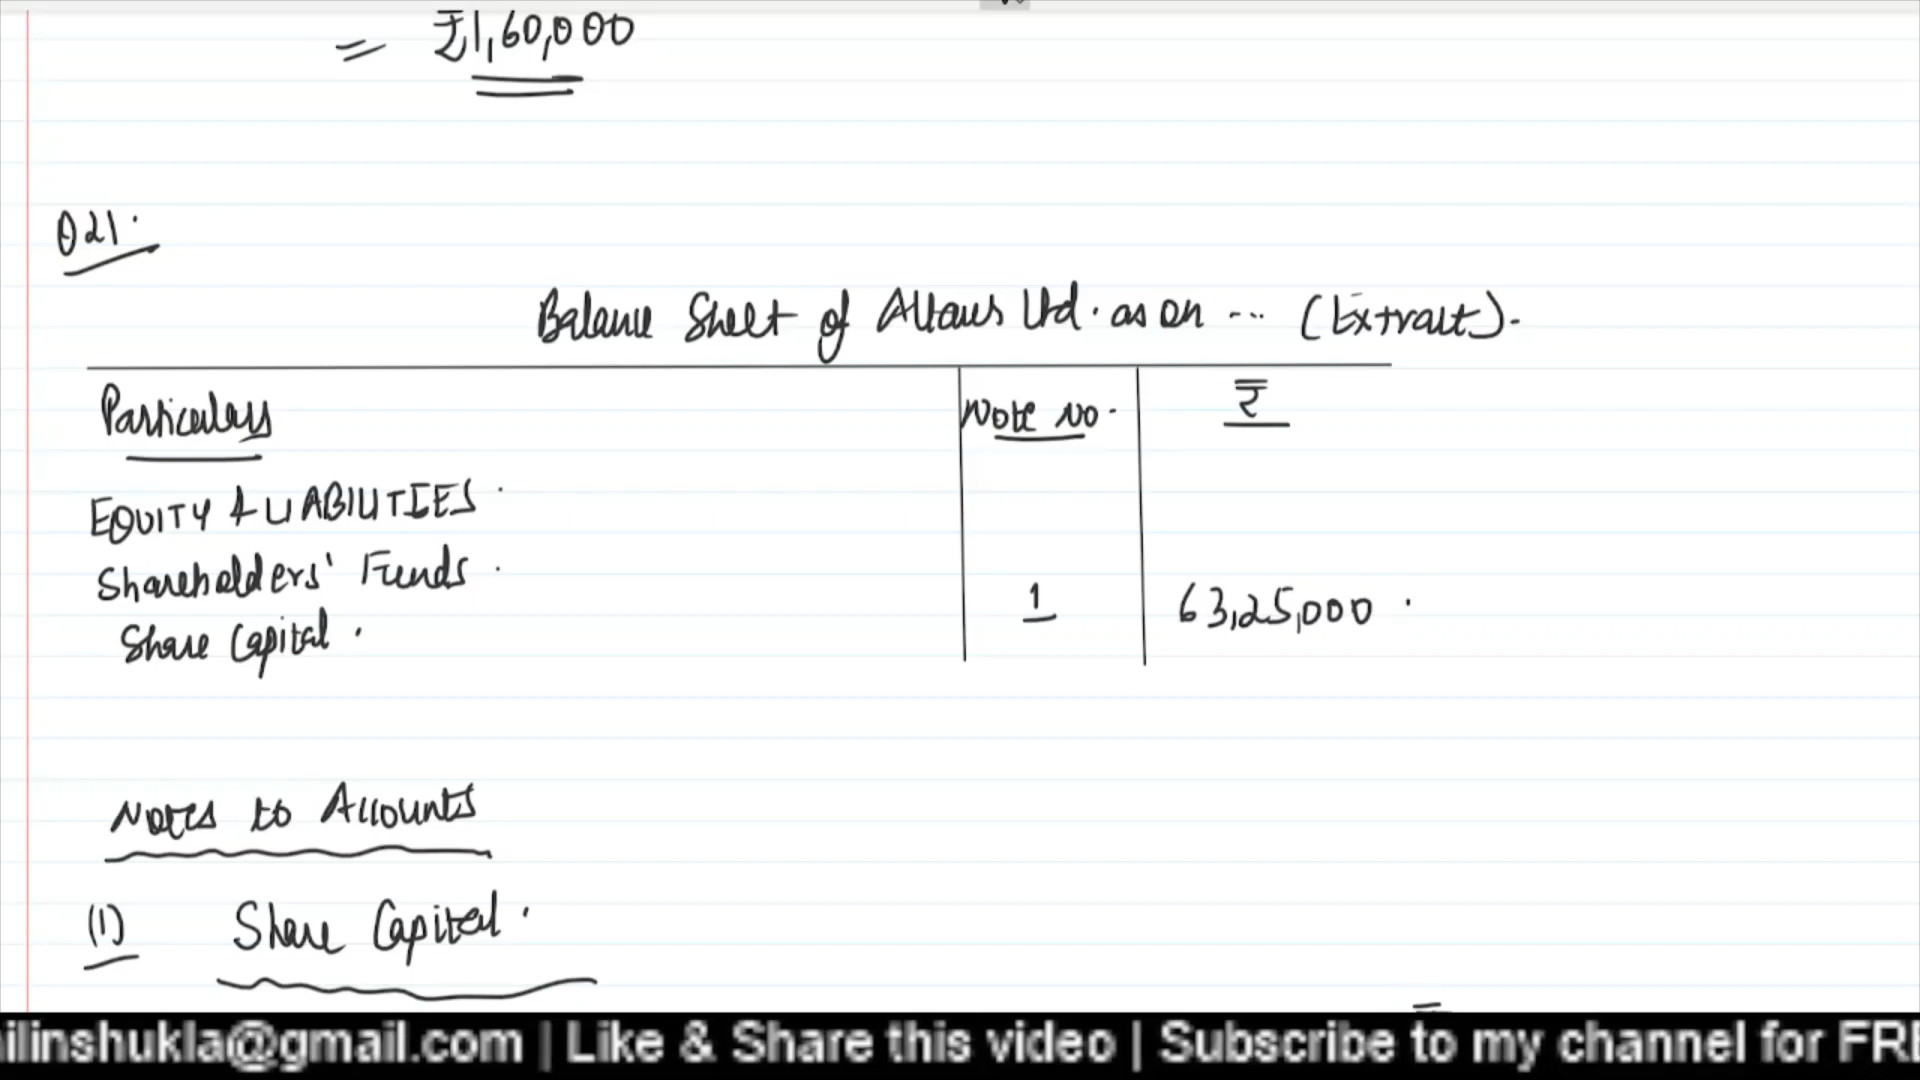 = ₹1,60,000
Q21.
Balance Sheet of Ltd. as on ... (Extract).
Particulars Note No. ₹
EQUITY & LIABILITIES.
Shareholders' Funds.
Share Capital. 1 63,25,000.
Notes to Accounts
(1) Share Capital.
ilinshukla@gmail.com | Like & Share this video | Subscribe to my channel for FRE